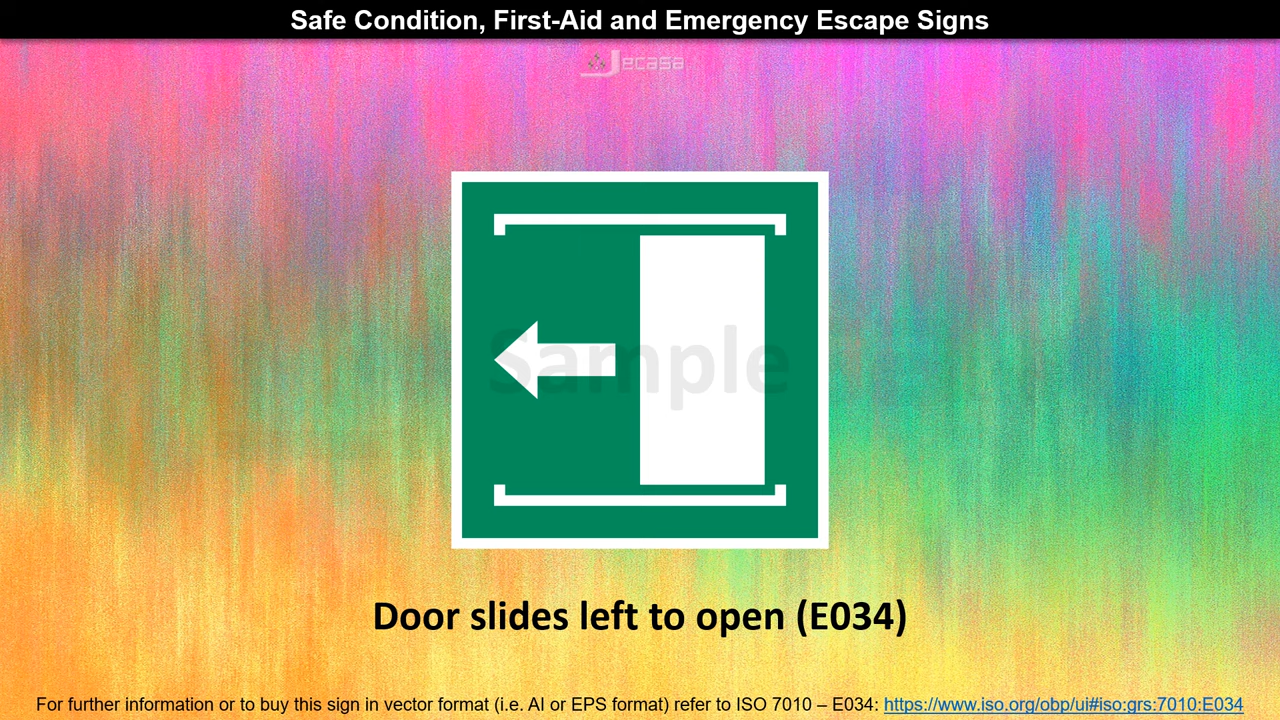 Safe Condition, First-Aid and Emergency Escape Signs
Jecasa
Sample
Door slides left to open (E034)
For further information or to buy this sign in vector format (i.e. AI or EPS format) refer to ISO 7010 – E034: https://www.iso.org/obp/ui#iso:grs:7010:E034